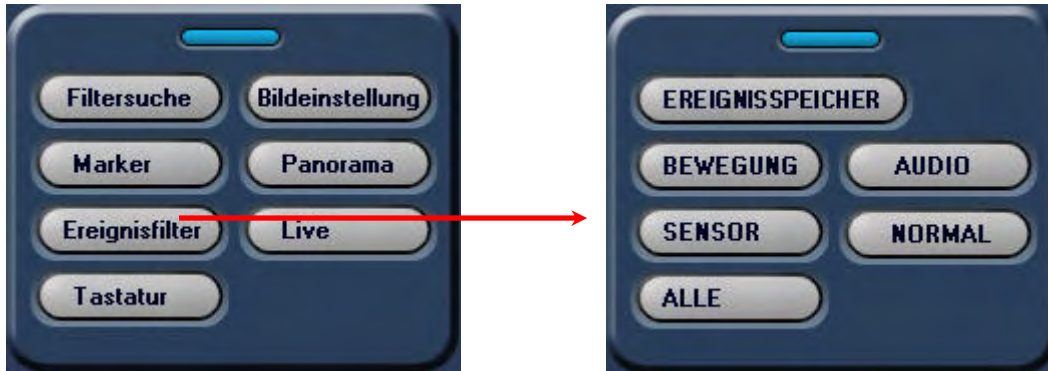 Filtersuche Bildeinstellung
Marker Panorama
Ereignisfilter Live
Tastatur
EREIGNISSPEICHER
BEWEGUNG AUDIO
SENSOR NORMAL
ALLE